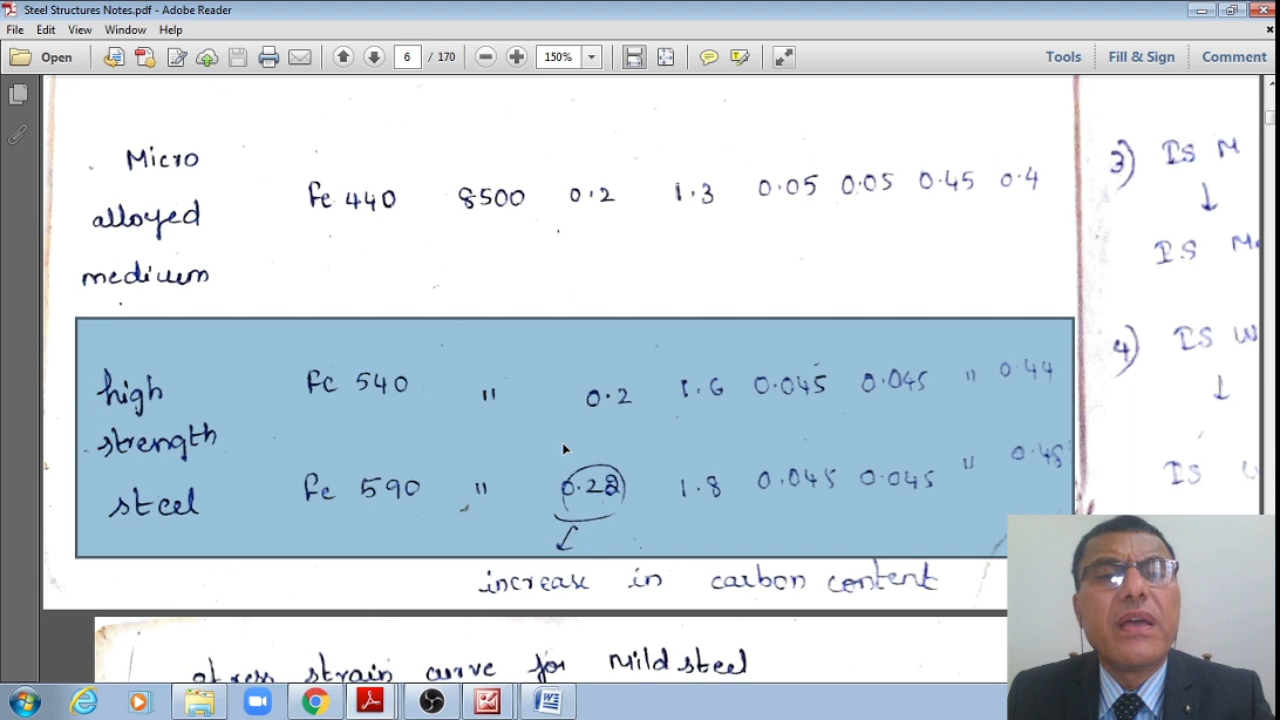 Steel Structures Notes.pdf - Adobe Reader
File Edit View Window Help
Open 6 / 170 150% Tools Fill & Sign Comment
Micro
alloyed
medium
Fe 440 8500 0.2 1.3 0.05 0.05 0.45 0.4
high
strength
steel
Fe 540 " 0.2 1.6 0.045 0.045 " 0.44
Fe 590 " 0.22 1.8 0.045 0.045 " 0.48
increase in carbon content
stress strain curve for Mild steel
3) IS M
IS
4) IS W
IS